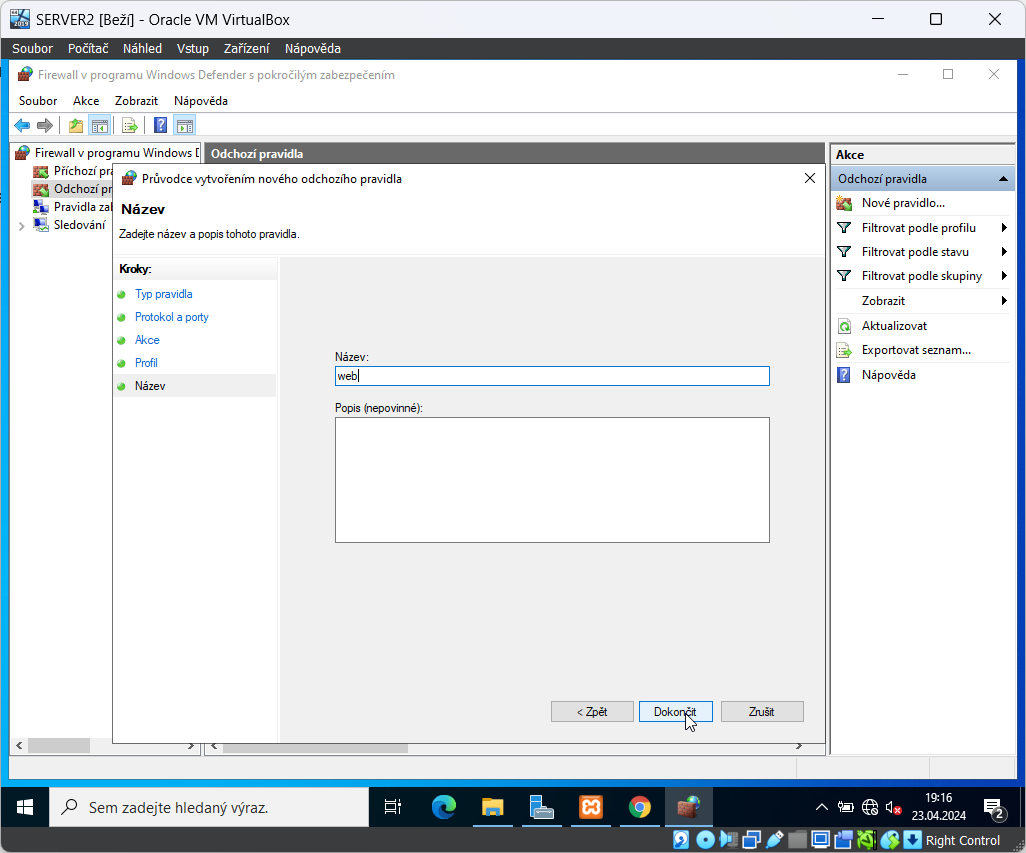 SERVER2 [Beží] - Oracle VM VirtualBox
Soubor Počítač Náhled Vstup Zařízení Nápověda
Firewall v programu Windows Defender s pokročilým zabezpečením
Soubor Akce Zobrazit Nápověda
Firewall v programu Windows D
Příchozí pra
Odchozí pr
Pravidla zab
Sledování
Odchozí pravidla
Průvodce vytvořením nového odchozího pravidla
Název
Zadejte název a popis tohoto pravidla.
Kroky:
Typ pravidla
Protokol a porty
Akce
Profil
Název
Název:
web
Popis (nepovinné):
< Zpět
Dokončit
Zrušit
Akce
Odchozí pravidla
Nové pravidlo...
Filtrovat podle profilu
Filtrovat podle stavu
Filtrovat podle skupiny
Zobrazit
Aktualizovat
Exportovat seznam...
Nápověda
Sem zadejte hledaný výraz.
19:16
23.04.2024
2
Right Control